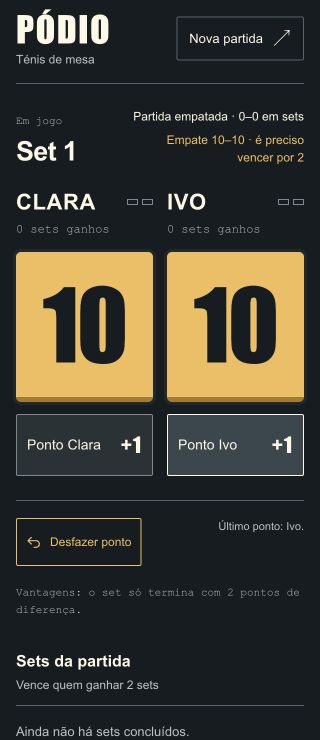 PÓDIO
Ténis de mesa
Nova partida
Em jogo
Set 1
Partida empatada · 0–0 em sets
Empate 10–10 · é preciso
vencer por 2
CLARA
0 sets ganhos
IVO
0 sets ganhos
10
10
Ponto Clara +1
Ponto Ivo +1
Desfazer ponto
Último ponto: Ivo.
Vantagens: o set só termina com 2 pontos de
diferença.
Sets da partida
Vence quem ganhar 2 sets
Ainda não há sets concluídos.